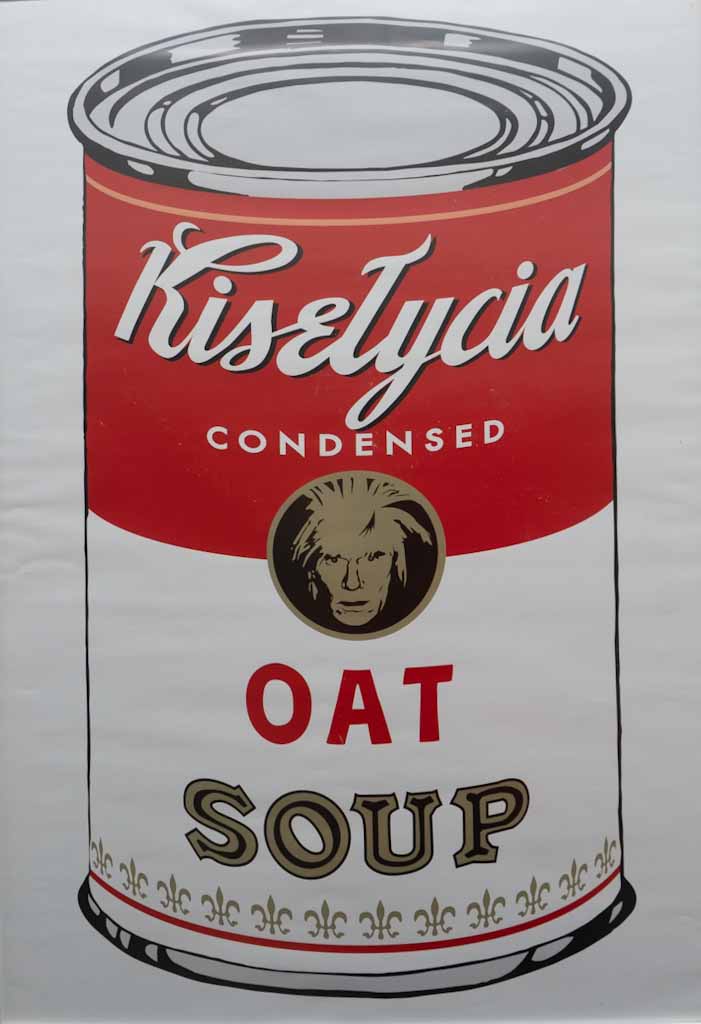 Kiselycia
CONDENSED
OAT
SOUP